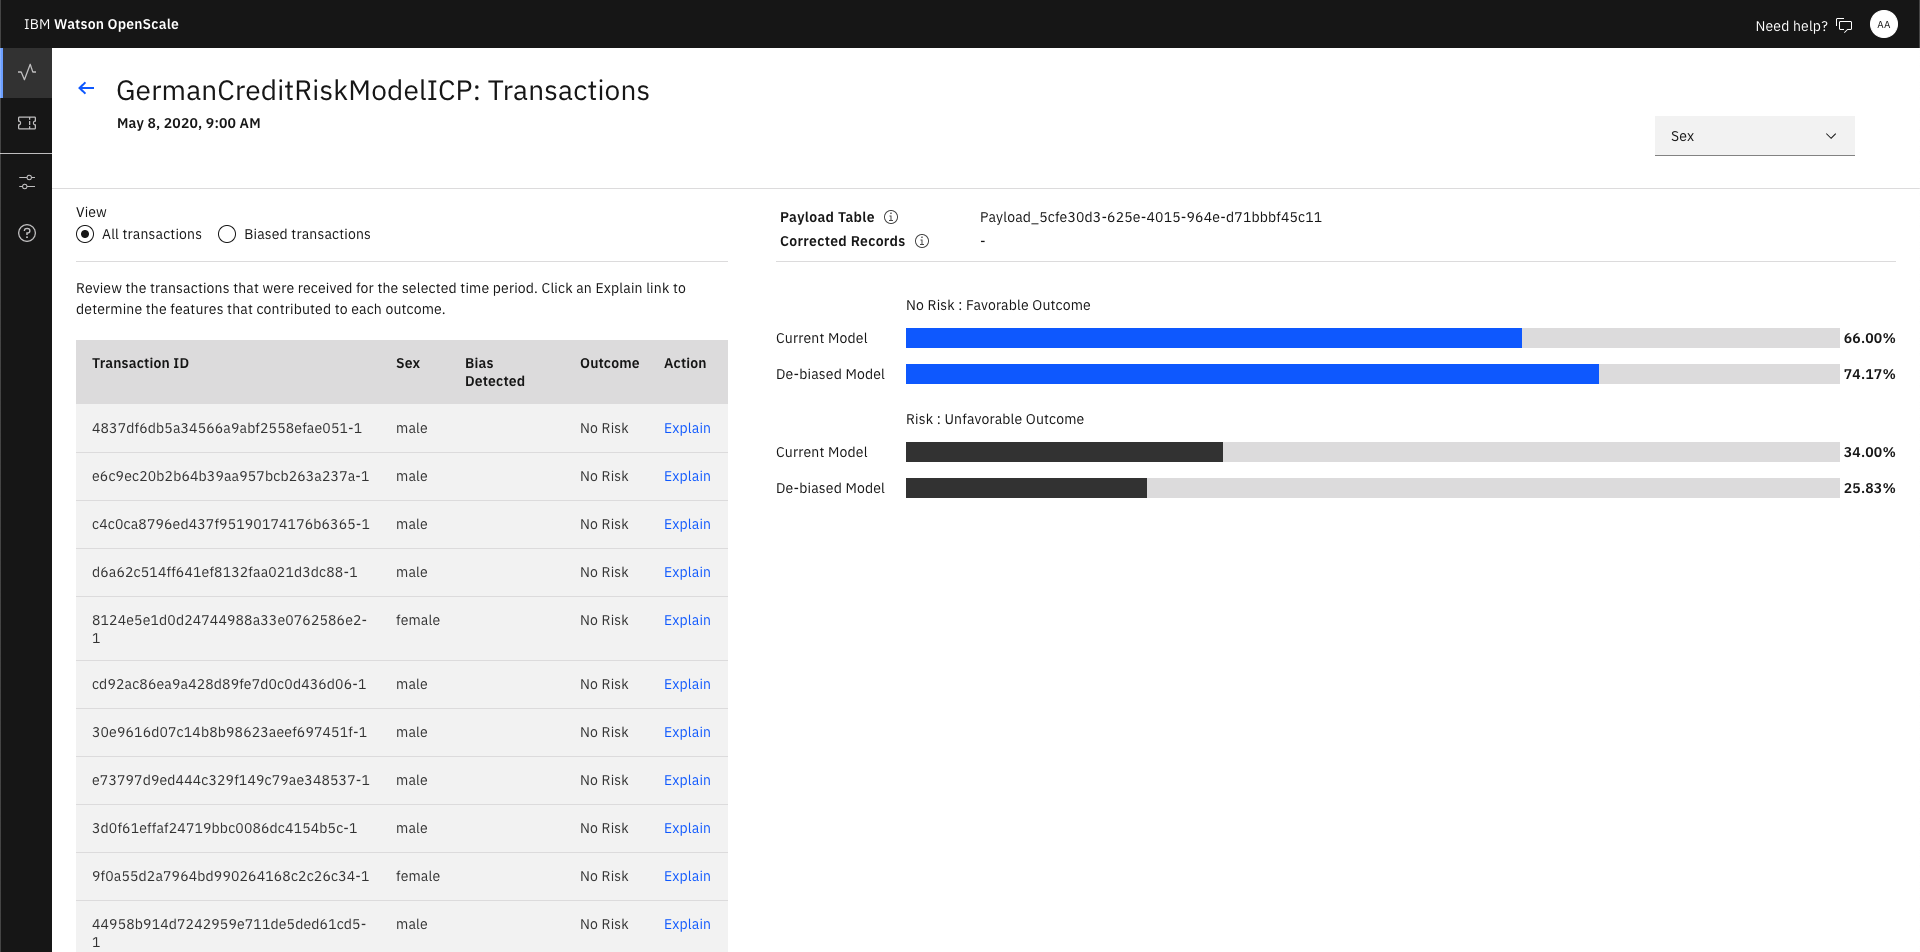 IBM Watson OpenScale
Need help?
AA
GermanCreditRiskModelICP: Transactions
May 8, 2020, 9:00 AM
Sex
View
All transactions
Biased transactions
Review the transactions that were received for the selected time period. Click an Explain link to
determine the features that contributed to each outcome.
Transaction ID Sex Bias Detected Outcome Action
4837df6db5a34566a9abf2558efae051-1 male No Risk Explain
e6c9ec20b2b64b39aa957bcb263a237a-1 male No Risk Explain
c4c0ca8796ed437f95190174176b6365-1 male No Risk Explain
d6a62c514ff641ef8132faa021d3dc88-1 male No Risk Explain
8124e5e1d0d24744988a33e0762586e2- female No Risk Explain
1
cd92ac86ea9a428d89fe7d0c0d436d06-1 male No Risk Explain
30e9616d07c14b8b98623aeef697451f-1 male No Risk Explain
e73797d9ed444c329f149c79ae348537-1 male No Risk Explain
3d0f61effaf24719bbc0086dc4154b5c-1 male No Risk Explain
9f0a55d2a7964bd990264168c2c26c34-1 female No Risk Explain
44958b914d7242959e711de5ded61cd5- male No Risk Explain
1
Payload Table Payload_5cfe30d3-625e-4015-964e-d71bbbf45c11
Corrected Records -
No Risk : Favorable Outcome
Current Model 66.00%
De-biased Model 74.17%
Risk : Unfavorable Outcome
Current Model 34.00%
De-biased Model 25.83%